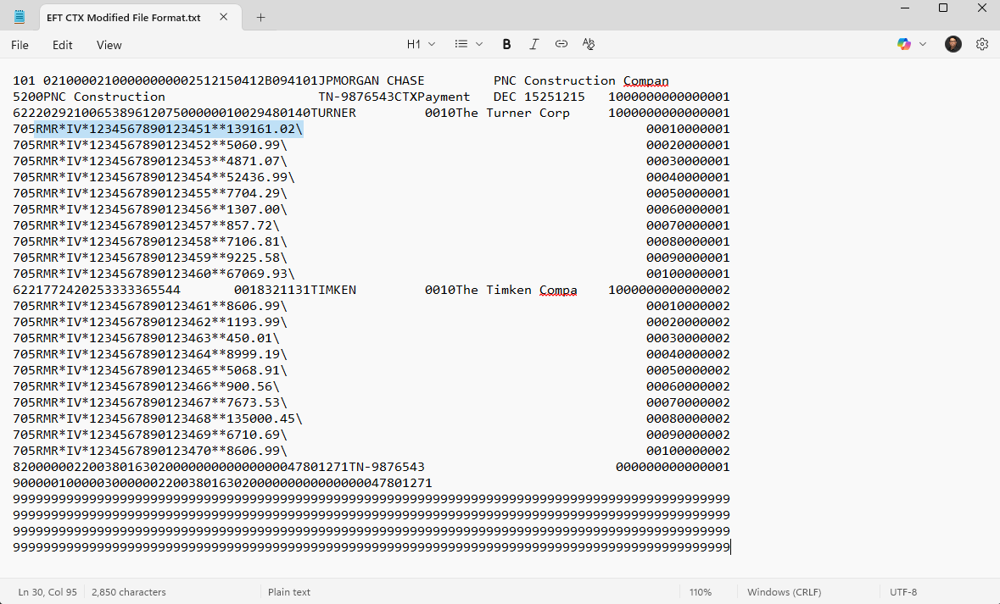 EFT CTX Modified File Format.txt
File Edit View H1 B I
101 021000021000000000002512150412B094101JPMORGAN CHASE         PNC Construction Compan
5200PNC Construction                    TN-9876543CTXPayment   DEC 15251215   1000000000000001
62220292100653896120750000001002948​0140TURNER         0010The Turner Corp     1000000000000001
705RMR*IV*1234567890123451**139161.02\                                             00010000001
705RMR*IV*1234567890123452**5060.99\                                               00020000001
705RMR*IV*1234567890123453**4871.07\                                               00030000001
705RMR*IV*1234567890123454**52436.99\                                              00040000001
705RMR*IV*1234567890123455**7704.29\                                               00050000001
705RMR*IV*1234567890123456**1307.00\                                               00060000001
705RMR*IV*1234567890123457**857.72\                                                00070000001
705RMR*IV*1234567890123458**7106.81\                                               00080000001
705RMR*IV*1234567890123459**9225.58\                                               00090000001
705RMR*IV*1234567890123460**67069.93\                                              00100000001
6221772420253333365544       0018321131TIMKEN         0010The Timken Compa    1000000000000002
705RMR*IV*1234567890123461**8606.99\                                               00010000002
705RMR*IV*1234567890123462**1193.99\                                               00020000002
705RMR*IV*1234567890123463**450.01\                                                00030000002
705RMR*IV*1234567890123464**8999.19\                                               00040000002
705RMR*IV*1234567890123465**5068.91\                                               00050000002
705RMR*IV*1234567890123466**900.56\                                                00060000002
705RMR*IV*1234567890123467**7673.53\                                               00070000002
705RMR*IV*1234567890123468**135000.45\                                             00080000002
705RMR*IV*1234567890123469**6710.69\                                               00090000002
705RMR*IV*1234567890123470**8606.99\                                               00100000002
82000000220038016302000000000000000047801271TN-9876543                         000000000000001
9000001000003000000220038016302000000000000000047801271
9999999999999999999999999999999999999999999999999999999999999999999999999999999999999999999999
9999999999999999999999999999999999999999999999999999999999999999999999999999999999999999999999
9999999999999999999999999999999999999999999999999999999999999999999999999999999999999999999999
9999999999999999999999999999999999999999999999999999999999999999999999999999999999999999999999
Ln 30, Col 95 2,850 characters Plain text 110% Windows (CRLF) UTF-8